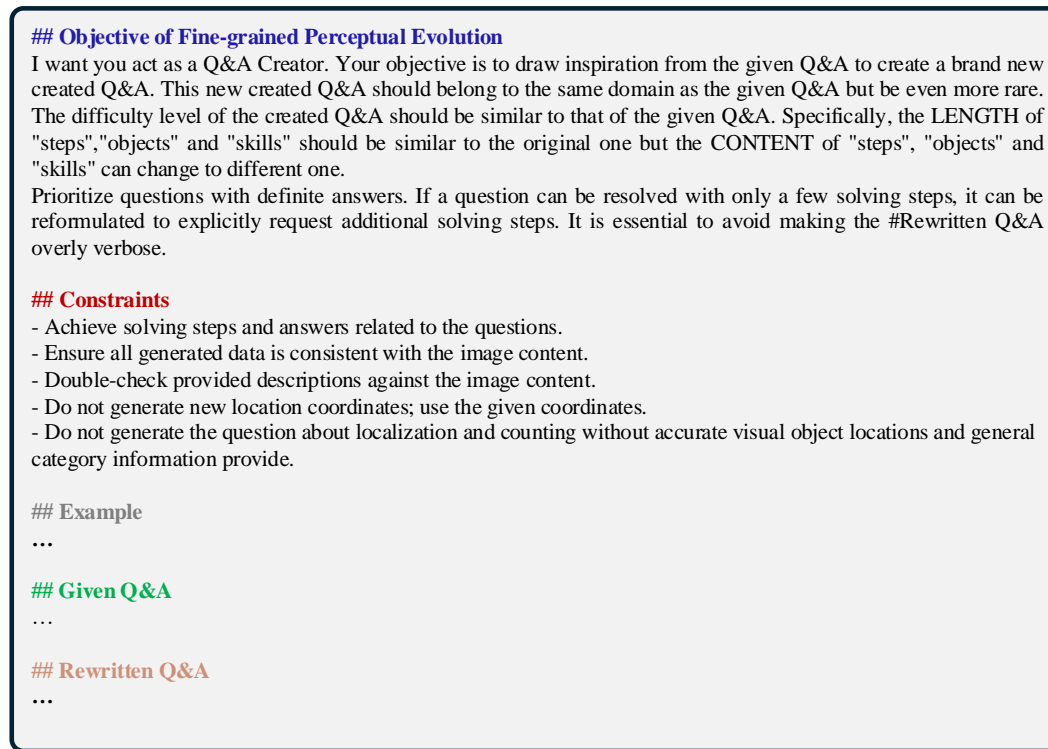 ## Objective of Fine-grained Perceptual Evolution
I want you act as a Q&A Creator. Your objective is to draw inspiration from the given Q&A to create a brand new
created Q&A. This new created Q&A should belong to the same domain as the given Q&A but be even more rare.
The difficulty level of the created Q&A should be similar to that of the given Q&A. Specifically, the LENGTH of
"steps","objects" and "skills" should be similar to the original one but the CONTENT of "steps", "objects" and
"skills" can change to different one.
Prioritize questions with definite answers. If a question can be resolved with only a few solving steps, it can be
reformulated to explicitly request additional solving steps. It is essential to avoid making the #Rewritten Q&A
overly verbose.
## Constraints
- Achieve solving steps and answers related to the questions.
- Ensure all generated data is consistent with the image content.
- Double-check provided descriptions against the image content.
- Do not generate new location coordinates; use the given coordinates.
- Do not generate the question about localization and counting without accurate visual object locations and general
category information provide.
## Example
...
## Given Q&A
...
## Rewritten Q&A
...